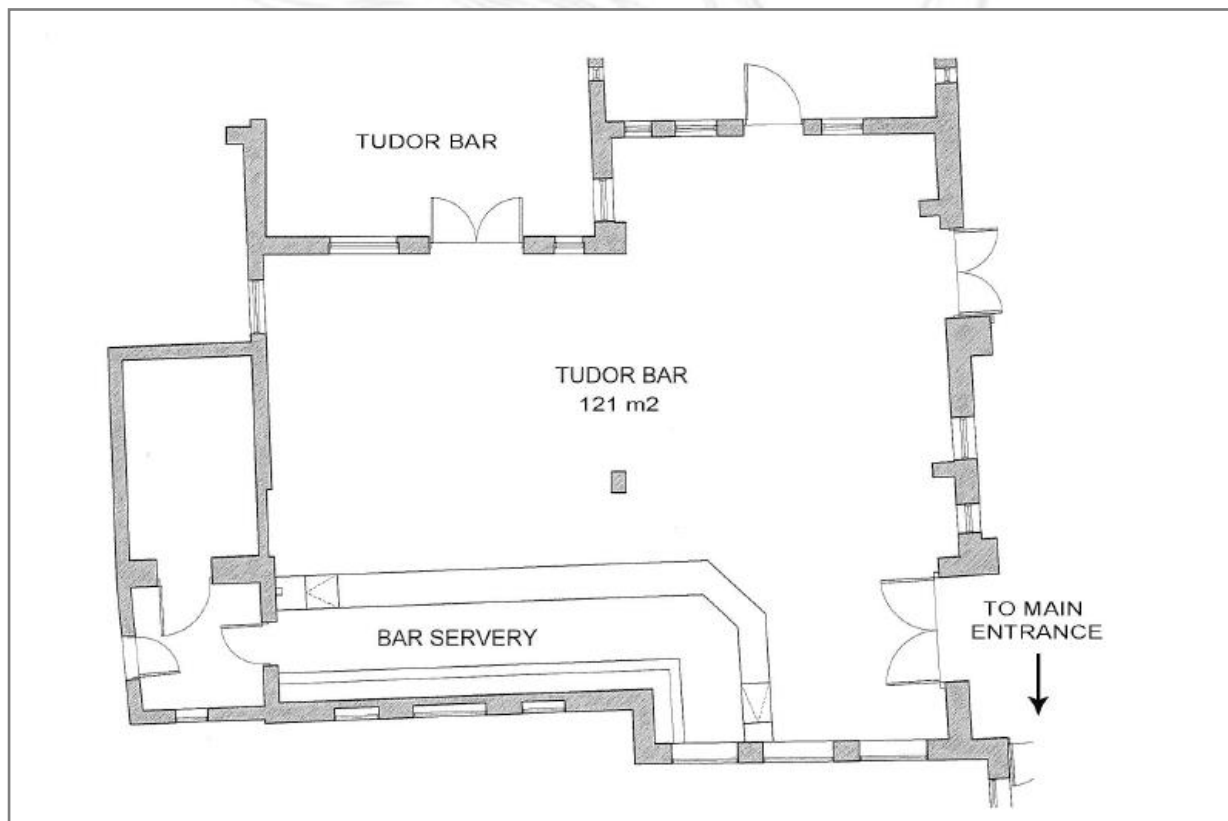 TUDOR BAR
TUDOR BAR
121 m2
BAR SERVERY
TO MAIN
ENTRANCE